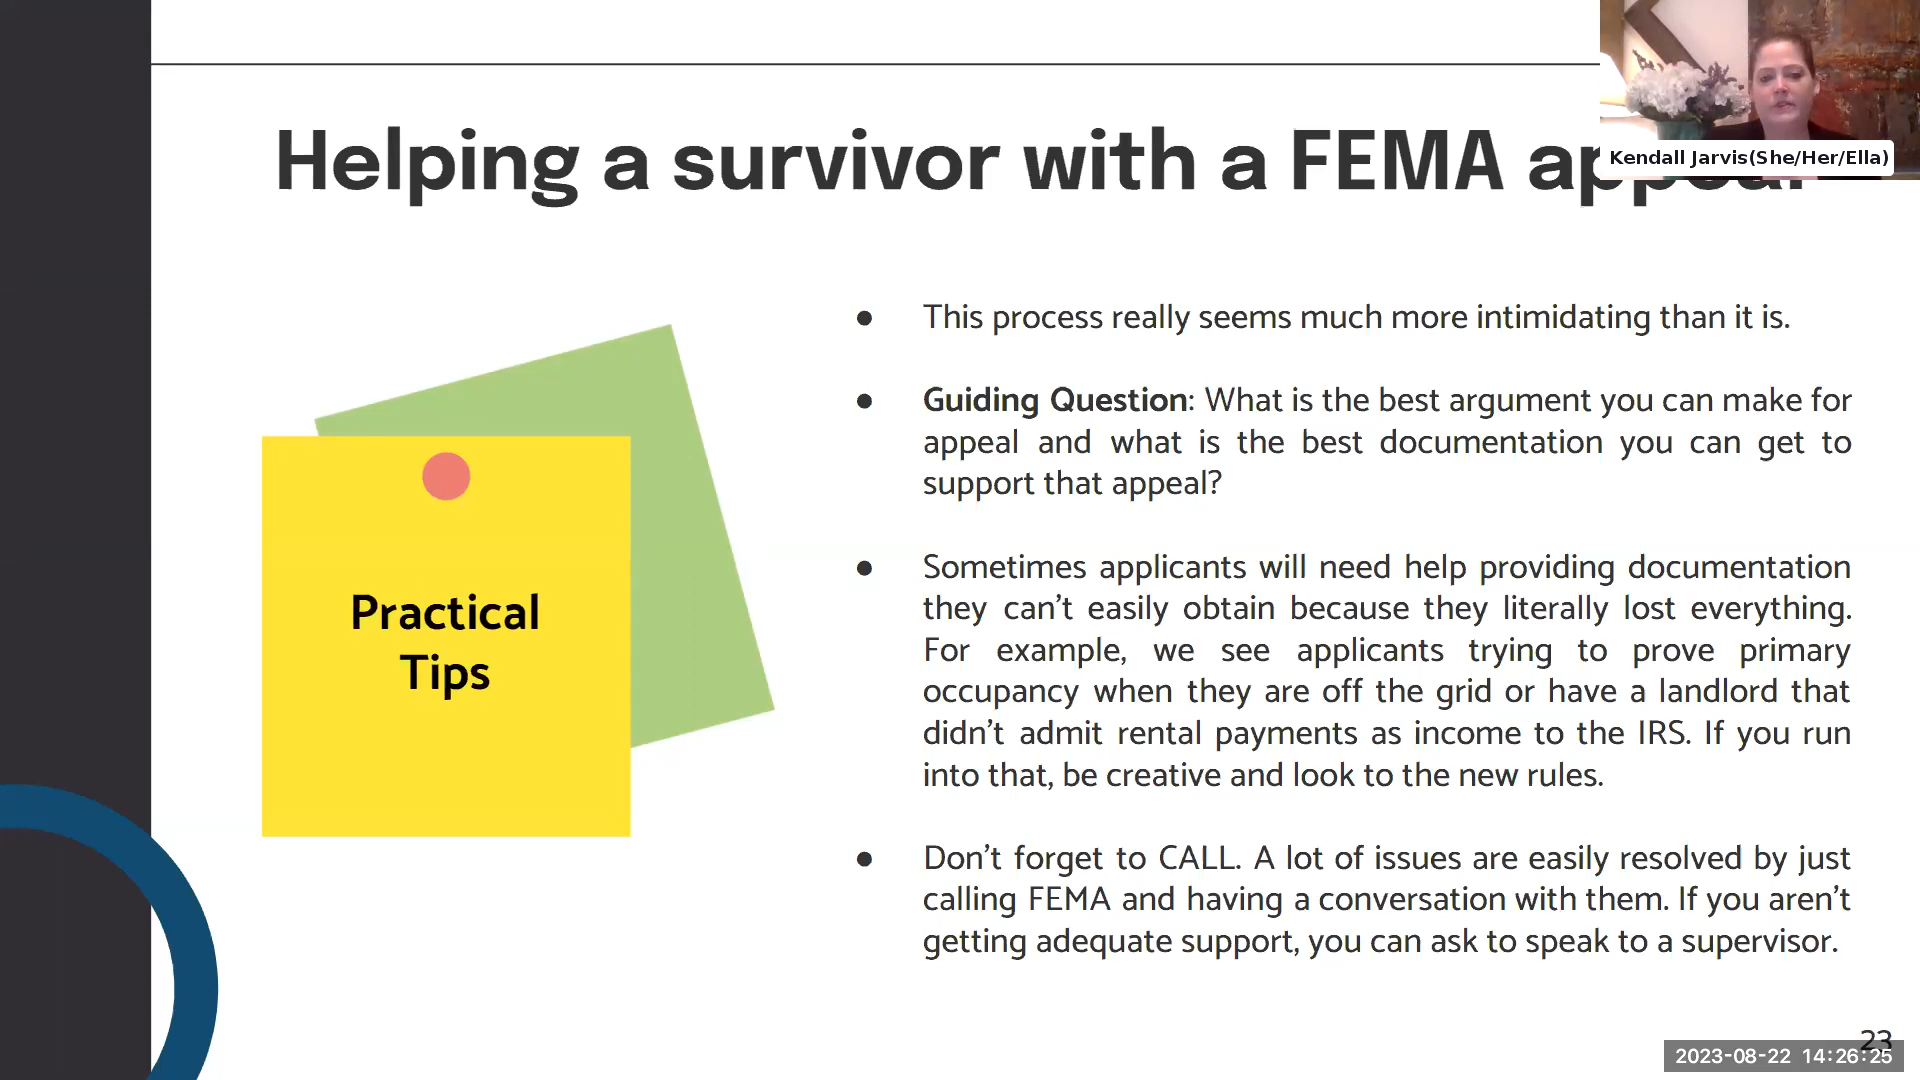 Kendall Jarvis(She/Her/Ella)
Helping a survivor with a FEMA appeal
Practical
Tips
● This process really seems much more intimidating than it is.
● Guiding Question: What is the best argument you can make for
appeal and what is the best documentation you can get to
support that appeal?
● Sometimes applicants will need help providing documentation
they can’t easily obtain because they literally lost everything.
For example, we see applicants trying to prove primary
occupancy when they are off the grid or have a landlord that
didn’t admit rental payments as income to the IRS. If you run
into that, be creative and look to the new rules.
● Don’t forget to CALL. A lot of issues are easily resolved by just
calling FEMA and having a conversation with them. If you aren’t
getting adequate support, you can ask to speak to a supervisor.
23
2023-08-22 14:26:25